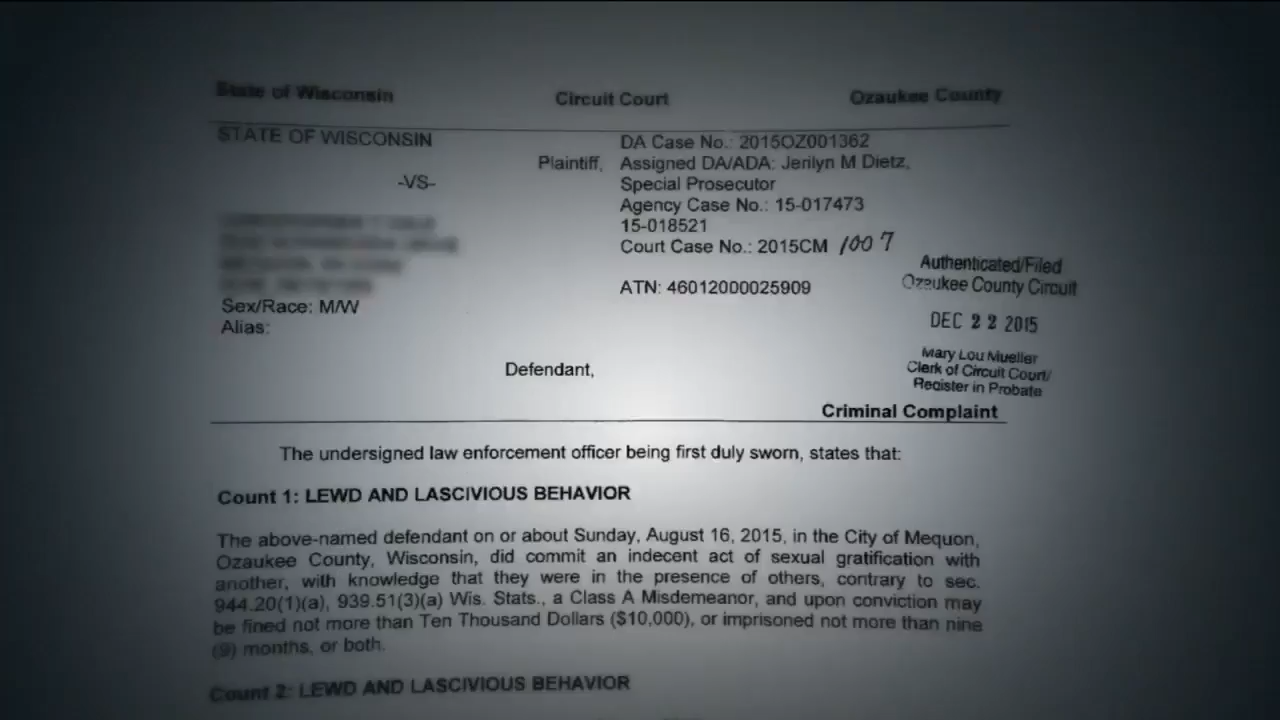 State of Wisconsin Circuit Court Ozaukee County
STATE OF WISCONSIN
DA Case No.: 2015OZ001362
Plaintiff, Assigned DA/ADA: Jerilyn M Dietz,
-VS-
Special Prosecutor
Agency Case No.: 15-017473
15-018521
Court Case No.: 2015CM 1007
ATN: 46012000025909
Authenticated/Filed
Ozaukee County Circuit
DEC 22 2015
Mary Lou Mueller
Clerk of Circuit Court/
Register in Probate
Sex/Race: M/W
Alias:
Defendant,
Criminal Complaint
The undersigned law enforcement officer being first duly sworn, states that:
Count 1: LEWD AND LASCIVIOUS BEHAVIOR
The above-named defendant on or about Sunday, August 16, 2015, in the City of Mequon,
Ozaukee County, Wisconsin, did commit an indecent act of sexual gratification with
another, with knowledge that they were in the presence of others, contrary to sec.
944.20(1)(a), 939.51(3)(a) Wis. Stats., a Class A Misdemeanor, and upon conviction may
be fined not more than Ten Thousand Dollars ($10,000), or imprisoned not more than nine
(9) months, or both.
Count 2: LEWD AND LASCIVIOUS BEHAVIOR